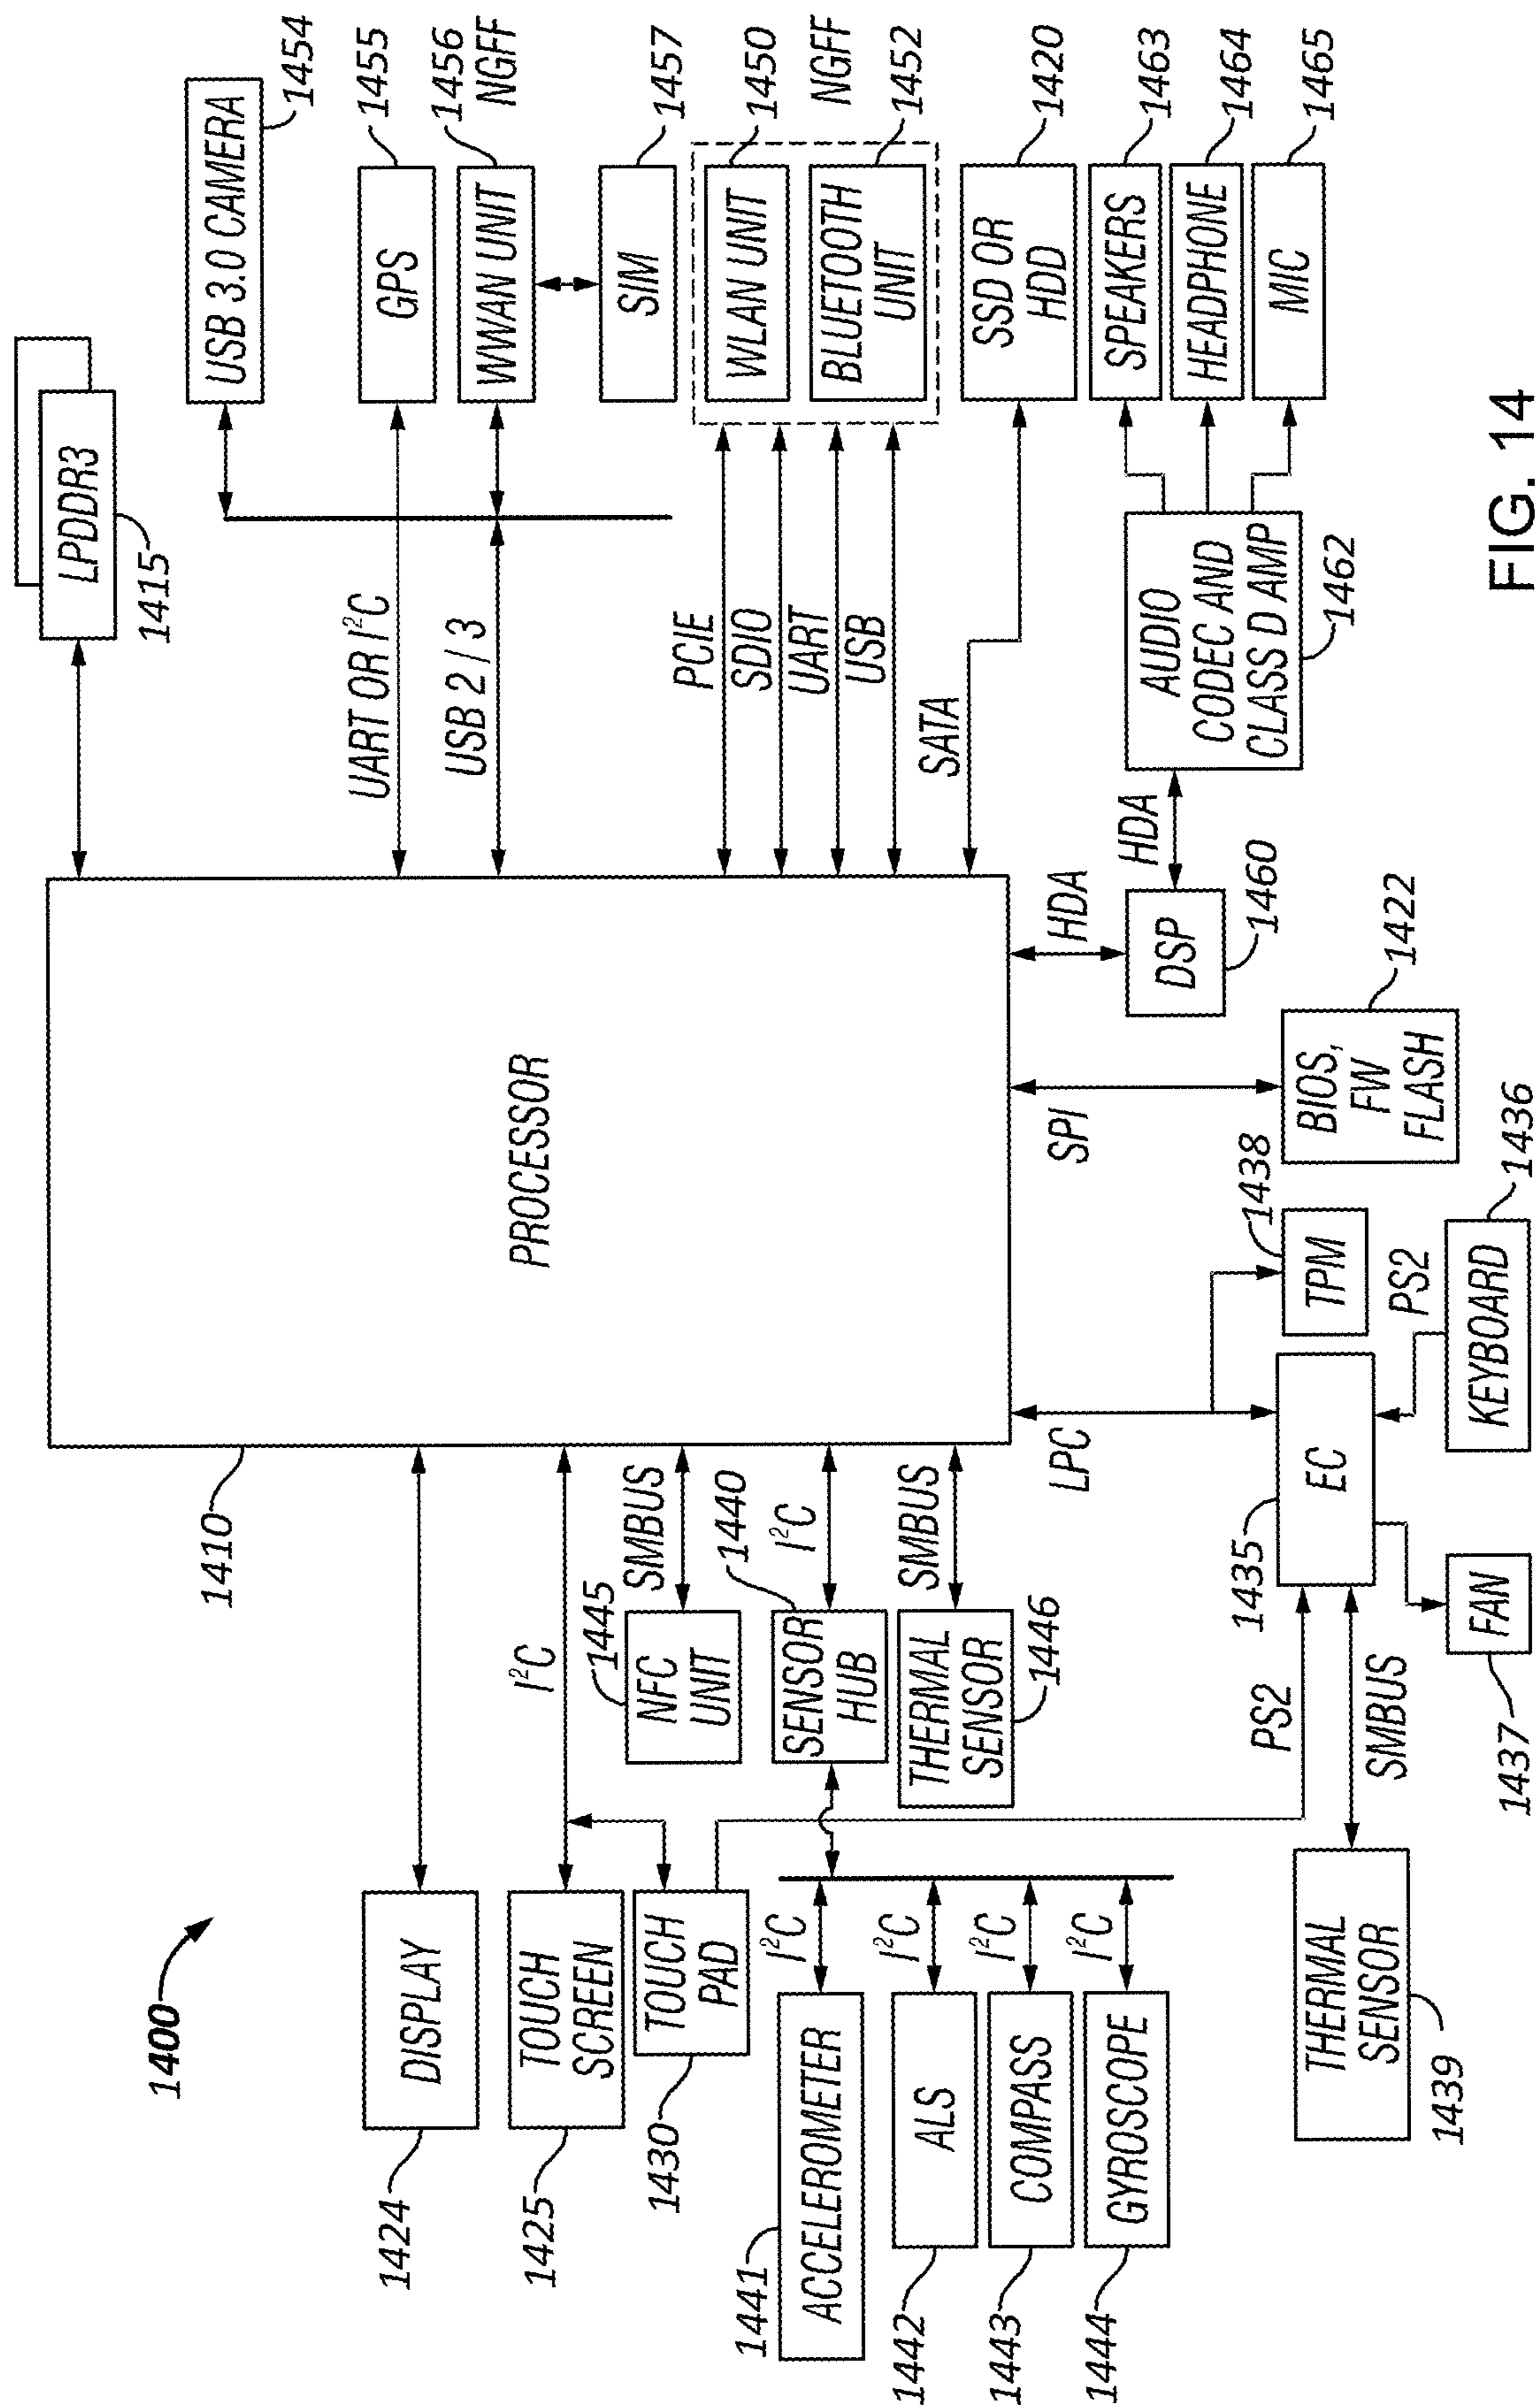 1400
1410
PROCESSOR
LPDDR3
1415
USB 3.0 CAMERA
1454
1424
DISPLAY
UART OR I²C
GPS
1455
1425
TOUCH
SCREEN
I²C
USB 2 / 3
WWAN UNIT
1456
NGFF
SIM
1457
1430
TOUCH
PAD
1445
NFC
UNIT
SMBUS
PCIE
SDIO
UART
USB
WLAN UNIT
1450
BLUETOOTH
UNIT
NGFF
1452
1441
ACCELEROMETER
I²C
SENSOR
HUB
1440
I²C
1442
ALS
I²C
THERMAL
SENSOR
1446
SMBUS
SATA
SSD OR
HDD
1420
1443
COMPASS
I²C
1444
GYROSCOPE
I²C
LPC
SPI
HDA
DSP
1460
HDA
AUDIO
CODEC AND
CLASS D AMP
1462
SPEAKERS
1463
HEADPHONE
1464
MIC
1465
THERMAL
SENSOR
1439
PS2
SMBUS
1435
EC
TPM
1438
BIOS,
FW
FLASH
1422
PS2
1437
FAN
KEYBOARD
1436
FIG. 14